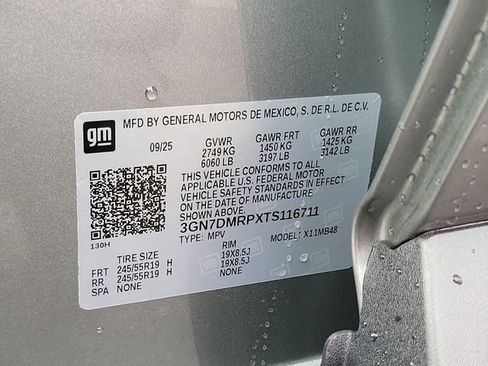 gm
MFD BY GENERAL MOTORS DE MEXICO, S. DE R.L. DE C.V.
09/25 GVWR GAWR FRT GAWR RR
2749 KG 1450 KG 1425 KG
6060 LB 3197 LB 3142 LB
THIS VEHICLE CONFORMS TO ALL
APPLICABLE U.S. FEDERAL MOTOR
VEHICLE SAFETY STANDARDS IN EFFECT
ON THE DATE OF MANUFACTURE
SHOWN ABOVE.
3GN7DMRPXTS116711
130H TYPE: MPV MODEL: X11MB48
TIRE SIZE RIM
FRT 245/55R19 H 19X8.5J
RR 245/55R19 H 19X8.5J
SPA NONE NONE